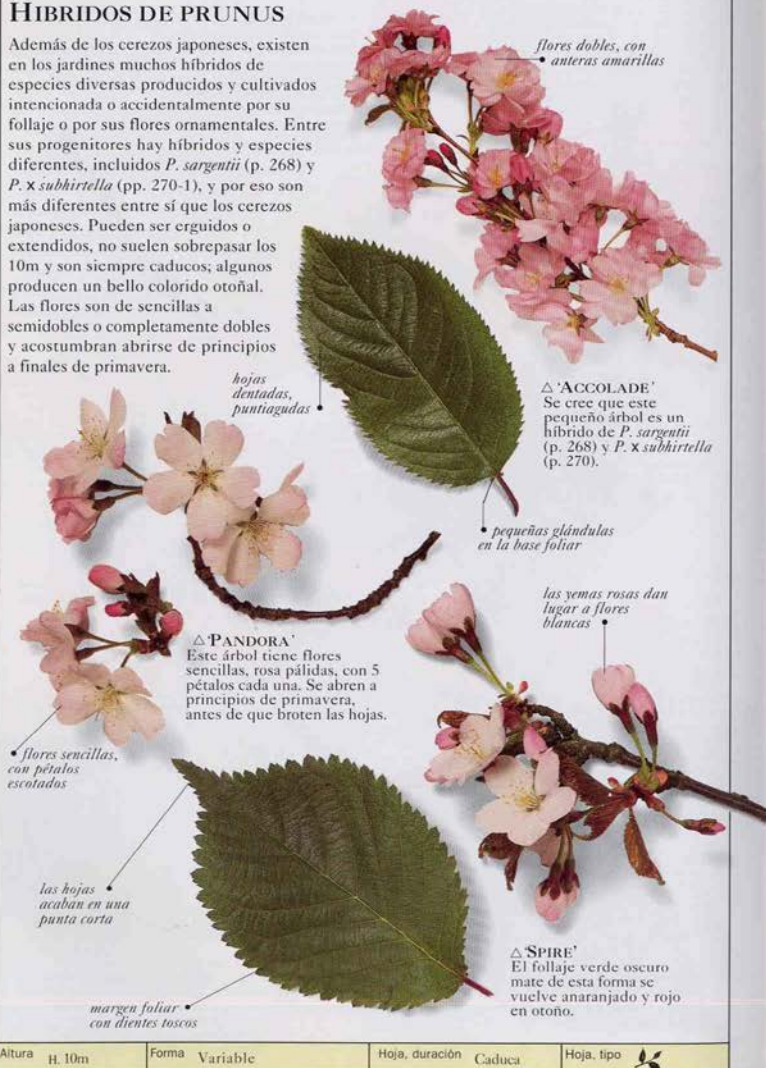 HÍBRIDOS DE PRUNUS
Además de los cerezos japoneses, existen
en los jardines muchos híbridos de
especies diversas producidos y cultivados
intencionada o accidentalmente por su
follaje o por sus flores ornamentales. Entre
sus progenitores hay híbridos y especies
diferentes, incluidos P. sargentii (p. 268) y
P. x subhirtella (pp. 270-1), y por eso son
más diferentes entre sí que los cerezos
japoneses. Pueden ser erguidos o
extendidos, no suelen sobrepasar los
10m y son siempre caducos; algunos
producen un bello colorido otoñal.
Las flores son de sencillas a
semidobles o completamente dobles
y acostumbran abrirse de principios
a finales de primavera.
flores dobles, con
anteras amarillas
hojas
dentadas,
puntiagudas
△ 'ACCOLADE'
Se cree que este
pequeño árbol es un
híbrido de P. sargentii
(p. 268) y P. x subhirtella
(p. 270).
pequeñas glándulas
en la base foliar
las yemas rosas dan
lugar a flores
blancas
△ 'PANDORA'
Este árbol tiene flores
sencillas, rosa pálidas, con 5
pétalos cada una. Se abren a
principios de primavera,
antes de que broten las hojas.
flores sencillas,
con pétalos
escotados
las hojas
acaban en una
punta corta
margen foliar
con dientes toscos
△ 'SPIRE'
El follaje verde oscuro
mate de esta forma se
vuelve anaranjado y rojo
en otoño.
Altura H. 10m Forma Variable Hoja, duración Caduca Hoja, tipo